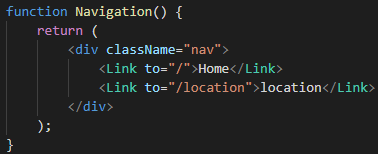 function Navigation() {
    return (
        <div className="nav">
            <Link to="/">Home</Link>
            <Link to="/location">location</Link>
        </div>
    );
}